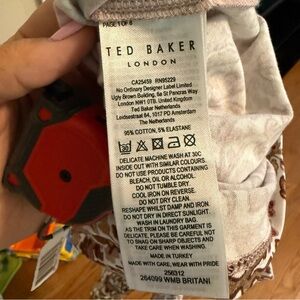 PAGE 1 OF 8
TED BAKER
LONDON
CA25459 RN95229
No Ordinary Designer Label Limited
Ugly Brown Building, 6a St Pancras Way
London NW1 0TB. United Kingdom
Ted Baker Netherlands
Leidsestraat 64, 1017 PD Amsterdam
The Netherlands
95% COTTON, 5% ELASTANE
DELICATE MACHINE WASH AT 30C
INSIDE OUT WITH SIMILAR COLOURS.
DO NOT USE PRODUCTS CONTAINING
BLEACH, OIL OR ALCOHOL.
DO NOT TUMBLE DRY.
COOL IRON ON REVERSE.
DO NOT DRY CLEAN.
RESHAPE WHILST DAMP AND IRON
DO NOT DRY IN DIRECT SUNLIGHT.
WASH IN LAUNDRY BAG.
AS THE TRIM ON THIS GARMENT IS
DELICATE, PLEASE BE CAREFUL NOT
TO SNAG ON SHARP OBJECTS AND
TAKE CARE WHEN WASHING.
MADE IN TURKEY
MADE WITH CARE, WEAR WITH PRIDE
256312
264099 WMB BRITANI